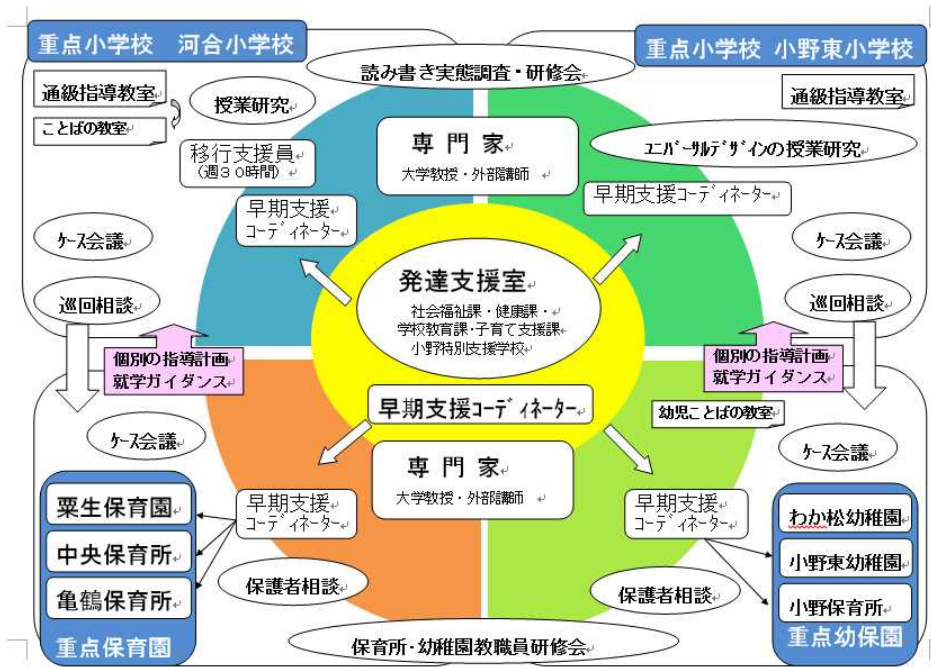 重点小学校　河合小学校
重点小学校　小野東小学校
読み書き実態調査・研修会
通級指導教室
ことばの教室
授業研究
移行支援員
（週３０時間）
早期支援
コーディネーター
専 門 家
大学教授・外部講師
通級指導教室
ユニバーサルデザインの授業研究
早期支援コーディネーター
ケース会議
巡回相談
ケース会議
巡回相談
発達支援室
社会福祉課・健康課・
学校教育課・子育て支援課
小野特別支援学校
個別の指導計画
就学ガイダンス
個別の指導計画
就学ガイダンス
早期支援コーディネーター
幼児ことばの教室
ケース会議
ケース会議
専 門 家
大学教授・外部講師
早期支援
コーディネーター
早期支援
コーディネーター
粟生保育園
中央保育所
亀鶴保育所
重点保育園
わか松幼稚園
小野東幼稚園
小野保育所
重点幼保園
保護者相談
保護者相談
保育所・幼稚園教職員研修会